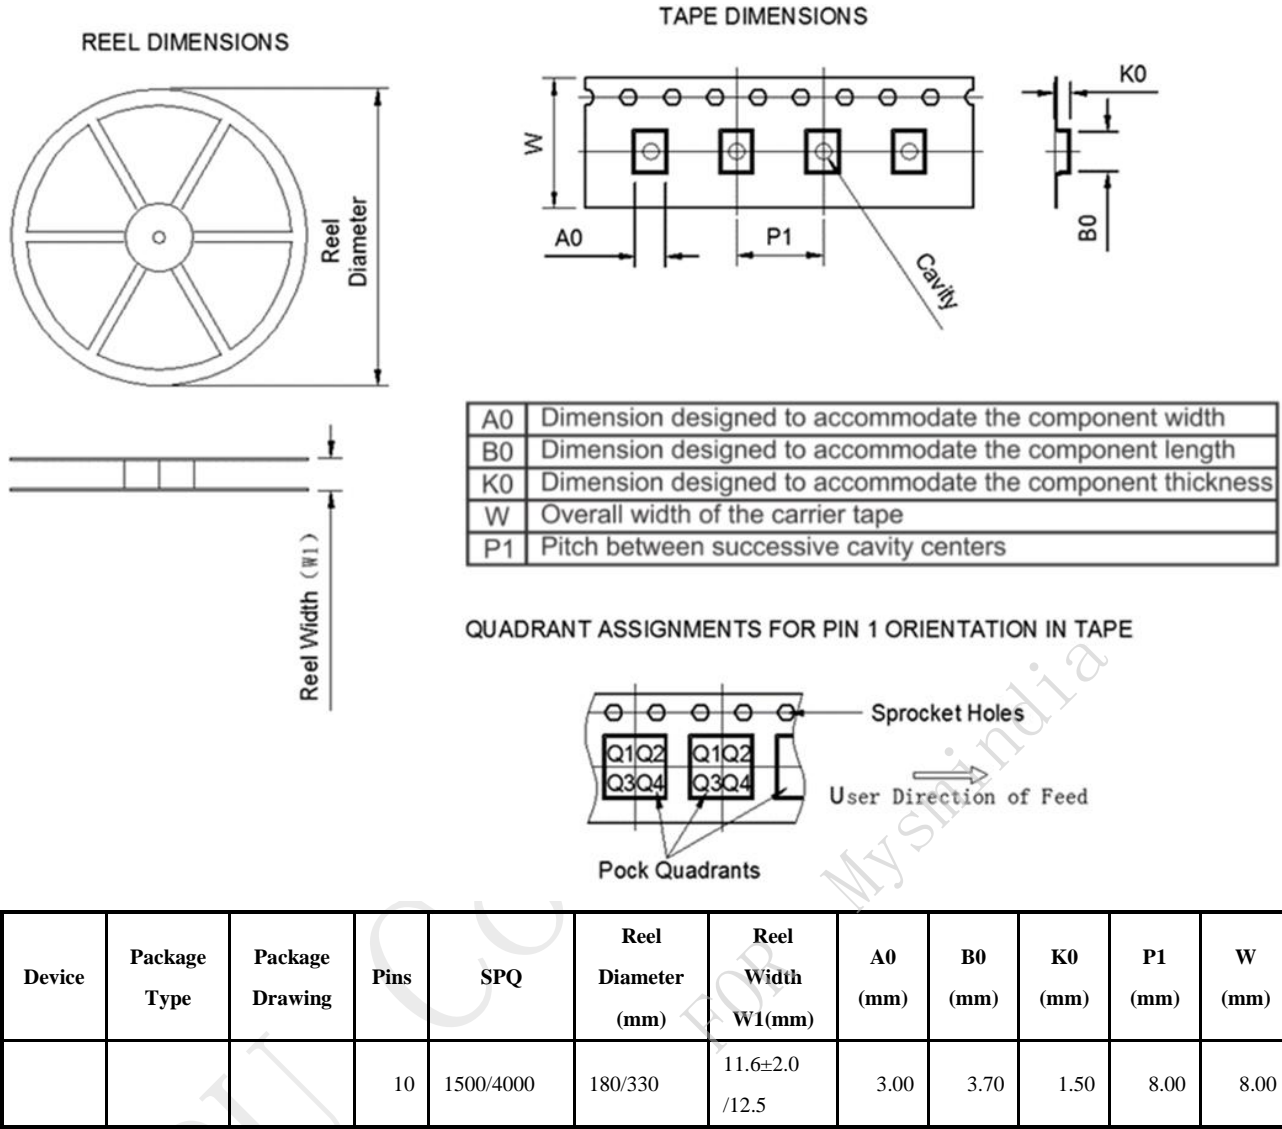 REEL DIMENSIONS
TAPE DIMENSIONS
Reel
Diameter
W
A0
P1
Cavity
K0
B0
Reel Width (W1)
A0 Dimension designed to accommodate the component width
B0 Dimension designed to accommodate the component length
K0 Dimension designed to accommodate the component thickness
W Overall width of the carrier tape
P1 Pitch between successive cavity centers
QUADRANT ASSIGNMENTS FOR PIN 1 ORIENTATION IN TAPE
Sprocket Holes
Q1 Q2 Q1 Q2
Q3 Q4 Q3 Q4
User Direction of Feed
Pock Quadrants
FOR Mysmindia
Device Package Type Package Drawing Pins SPQ Reel Diameter (mm) Reel Width W1(mm) A0 (mm) B0 (mm) K0 (mm) P1 (mm) W (mm)
10 1500/4000 180/330 11.6±2.0 /12.5 3.00 3.70 1.50 8.00 8.00